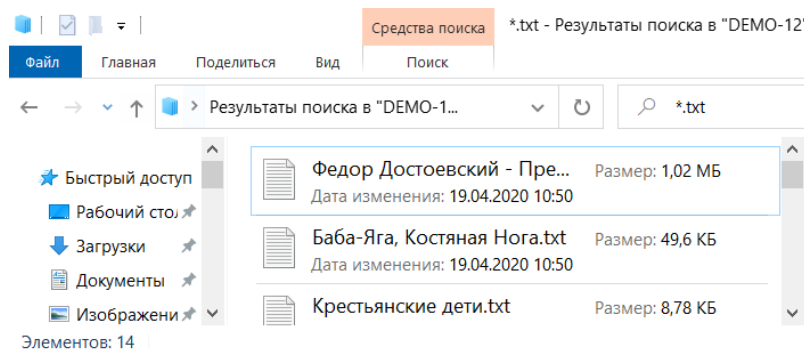 Средства поиска
*.txt - Результаты поиска в "DEMO-12"
Файл Главная Поделиться Вид Поиск
Результаты поиска в "DEMO-1... *.txt
Быстрый доступ
Рабочий стол
Загрузки
Документы
Изображени
Федор Достоевский - Пре... Размер: 1,02 МБ
Дата изменения: 19.04.2020 10:50
Баба-Яга, Костяная Нога.txt Размер: 49,6 КБ
Дата изменения: 19.04.2020 10:50
Крестьянские дети.txt Размер: 8,78 КБ
Элементов: 14